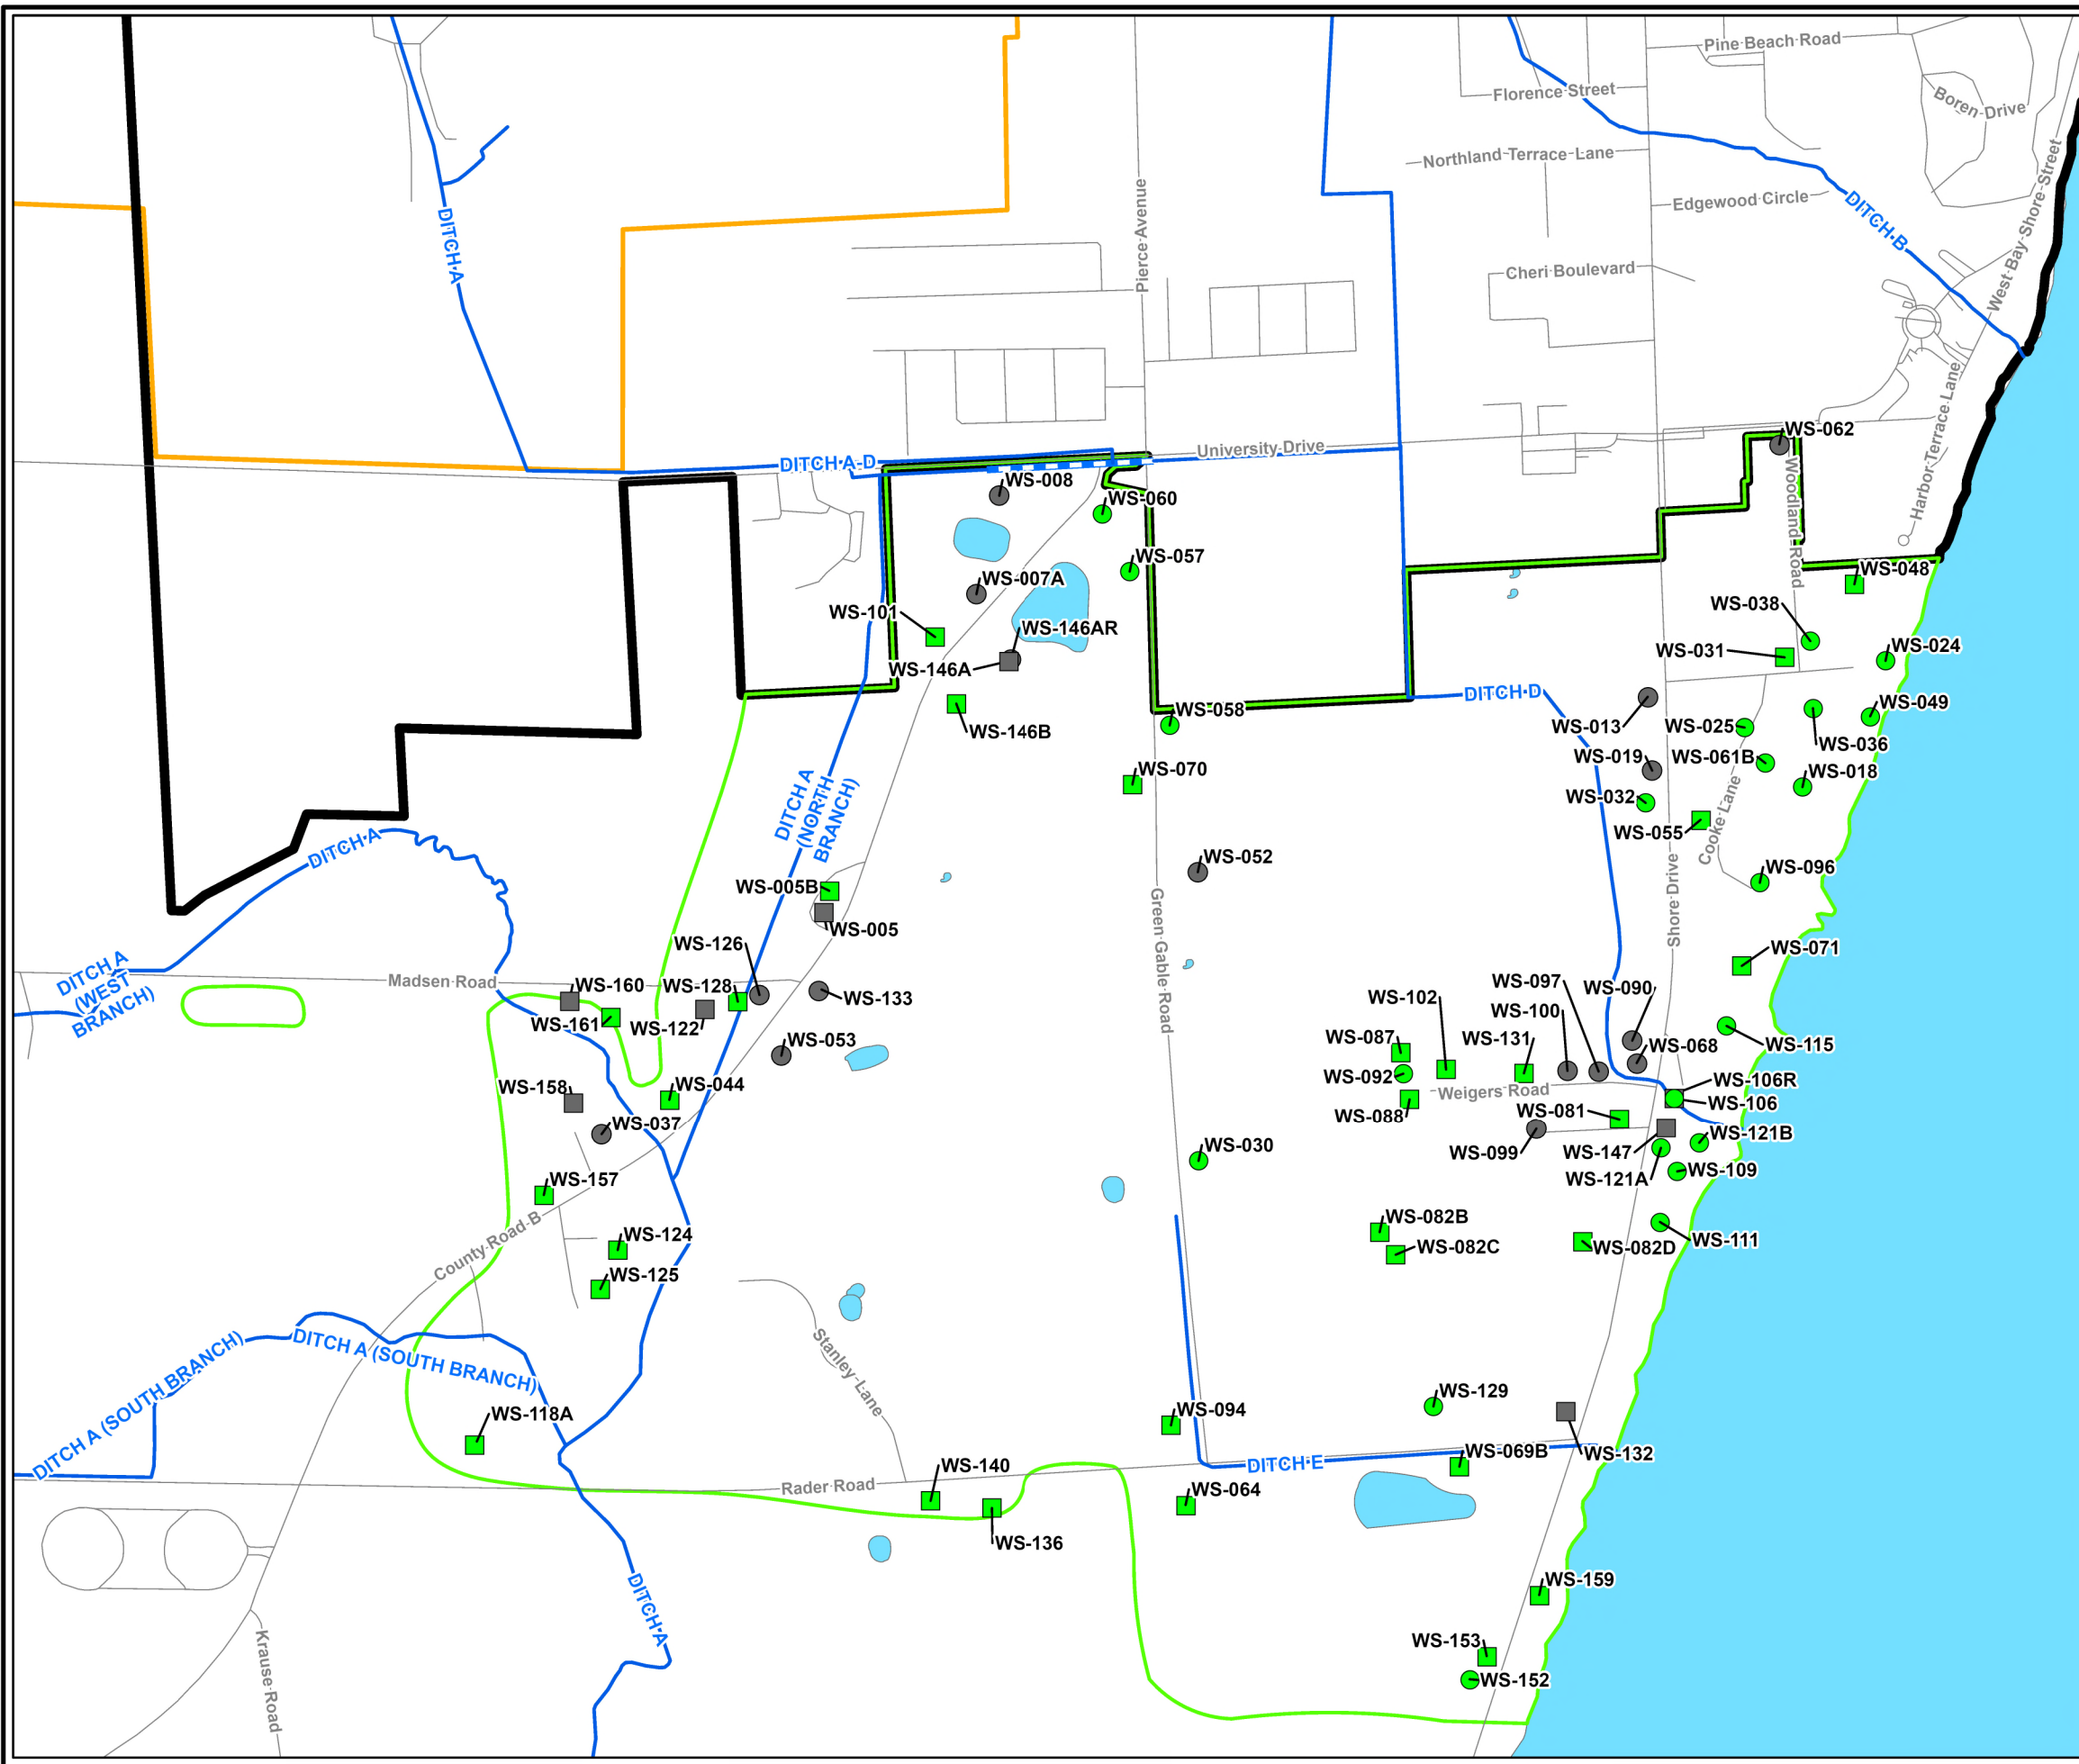 Pine Beach Road
Florence Street
Boren Drive
Northland Terrace Lane
Edgewood Circle
West Bay Shore Street
DITCH A
Pierce Avenue
DITCH B
Cheri Boulevard
Harbor Terrace Lane
WS-062
University Drive
DITCH A-D
WS-008
WS-060
Woodland Road
WS-057
WS-048
WS-007A
WS-101
WS-038
WS-146AR
WS-024
WS-031
WS-146A
DITCH D
WS-058
WS-049
WS-013
WS-025
WS-146B
WS-036
WS-019
WS-061B
WS-070
WS-018
WS-032
DITCH A
(NORTH
BRANCH)
WS-055
Cooke Lane
DITCH A
WS-052
WS-096
WS-005B
Shore Drive
Green Gable Road
WS-005
WS-126
WS-071
DITCH A
(WEST
BRANCH)
Madsen Road
WS-160
WS-128
WS-097
WS-090
WS-133
WS-102
WS-100
WS-161
WS-122
WS-053
WS-087
WS-131
WS-068
WS-115
WS-092
WS-158
WS-044
WS-106R
Weigers Road
WS-106
WS-088
WS-081
WS-037
WS-121B
WS-030
WS-099
WS-147
WS-109
WS-157
WS-121A
WS-082B
County Road B
WS-124
WS-082C
WS-082D
WS-111
WS-125
DITCH A (SOUTH BRANCH)
DITCH A (SOUTH BRANCH)
Stanley Lane
WS-129
WS-118A
WS-094
WS-069B
WS-132
WS-140
DITCH E
Rader Road
WS-064
WS-136
WS-159
DITCH A
Krause Road
WS-153
WS-152